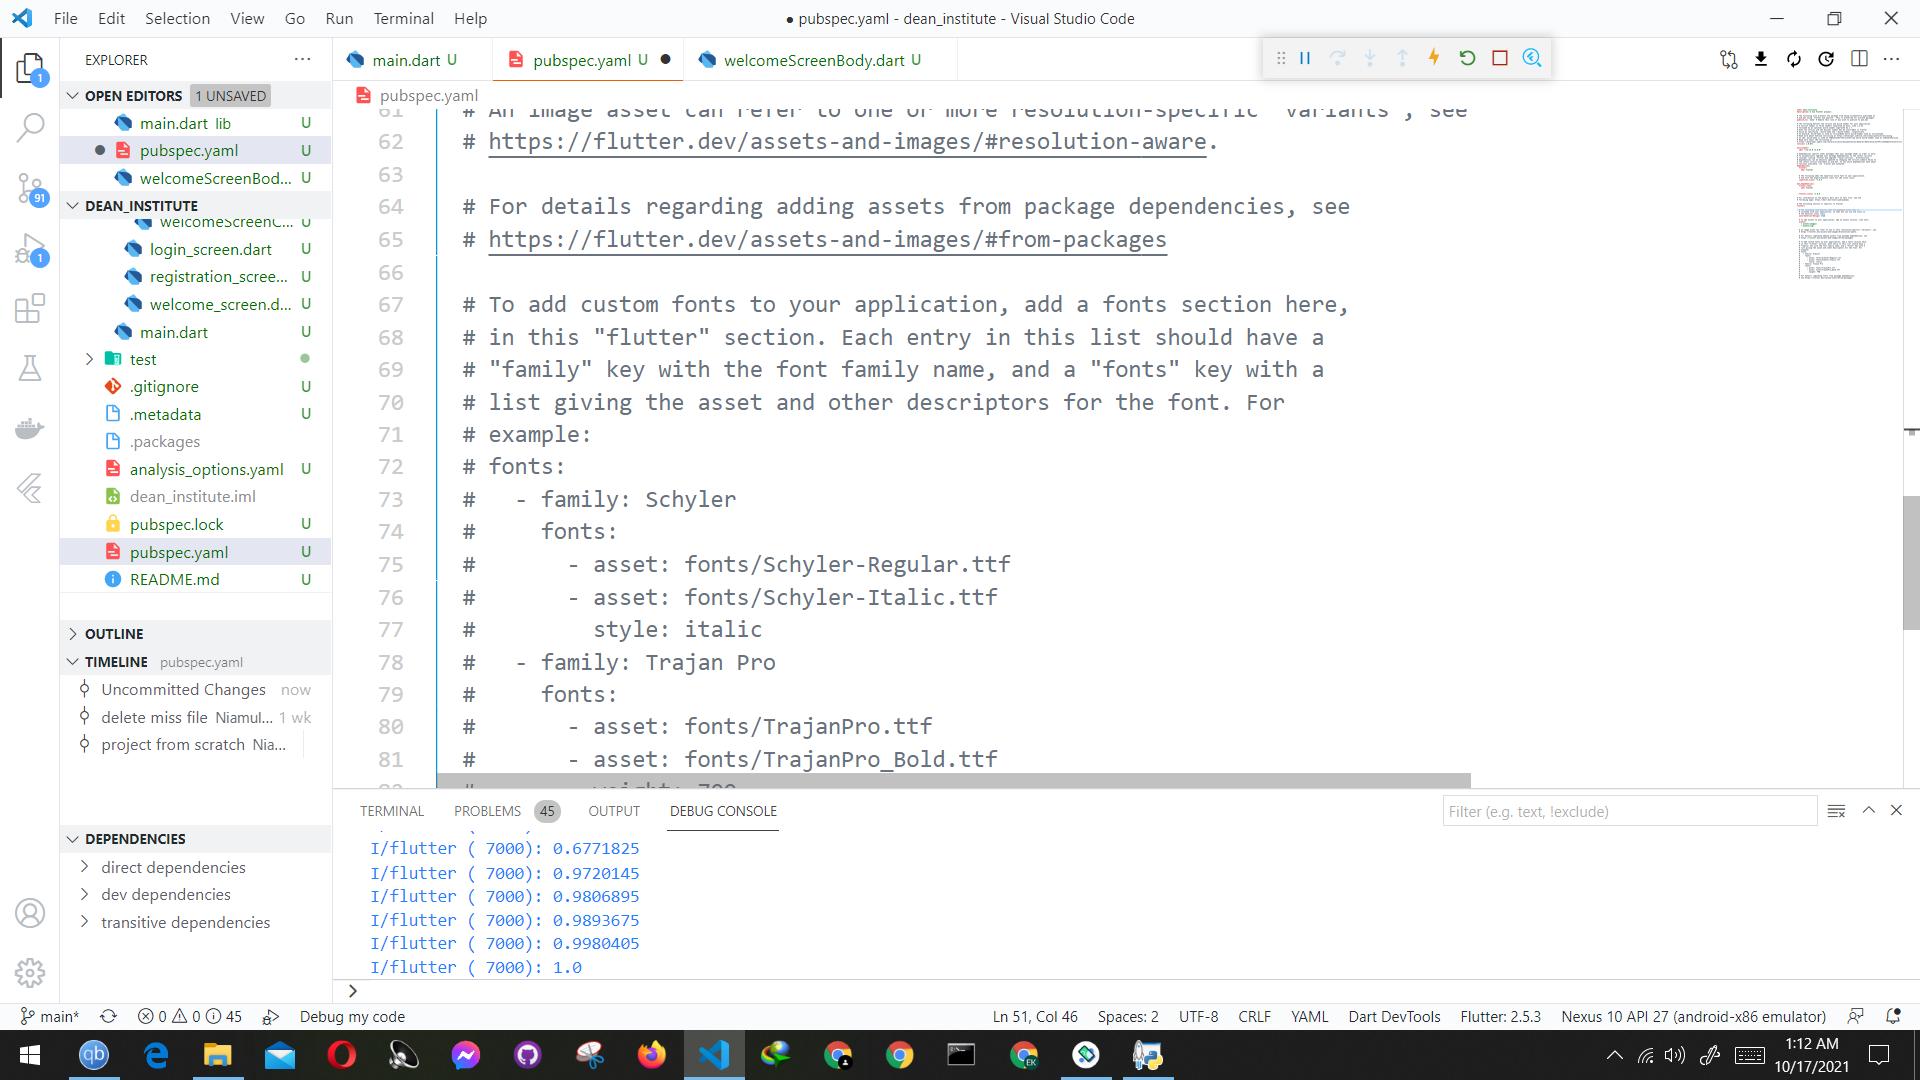 File Edit Selection View Go Run Terminal Help
● pubspec.yaml - dean_institute - Visual Studio Code
EXPLORER
main.dart U
pubspec.yaml U
welcomeScreenBody.dart U
OPEN EDITORS 1 UNSAVED
main.dart lib U
pubspec.yaml U
welcomeScreenBod... U
DEAN_INSTITUTE
welcomeScreenC... U
login_screen.dart U
registration_scree... U
welcome_screen.d... U
main.dart U
test
.gitignore U
.metadata U
.packages
analysis_options.yaml U
dean_institute.iml
pubspec.lock U
pubspec.yaml U
README.md U
OUTLINE
TIMELINE pubspec.yaml
Uncommitted Changes now
delete miss file Niamul... 1 wk
project from scratch Nia...
DEPENDENCIES
direct dependencies
dev dependencies
transitive dependencies
1
91
1
pubspec.yaml
61 # An image asset can refer to one or more resolution-specific "variants", see
62 # https://flutter.dev/assets-and-images/#resolution-aware.
63
64 # For details regarding adding assets from package dependencies, see
65 # https://flutter.dev/assets-and-images/#from-packages
66
67 # To add custom fonts to your application, add a fonts section here,
68 # in this "flutter" section. Each entry in this list should have a
69 # "family" key with the font family name, and a "fonts" key with a
70 # list giving the asset and other descriptors for the font. For
71 # example:
72 # fonts:
73 #   - family: Schyler
74 #     fonts:
75 #       - asset: fonts/Schyler-Regular.ttf
76 #       - asset: fonts/Schyler-Italic.ttf
77 #         style: italic
78 #   - family: Trajan Pro
79 #     fonts:
80 #       - asset: fonts/TrajanPro.ttf
81 #       - asset: fonts/TrajanPro_Bold.ttf
82 #         weight: 700
TERMINAL PROBLEMS 45 OUTPUT DEBUG CONSOLE
Filter (e.g. text, !exclude)
I/flutter ( 7000): 0.6771825
I/flutter ( 7000): 0.9720145
I/flutter ( 7000): 0.9806895
I/flutter ( 7000): 0.9893675
I/flutter ( 7000): 0.9980405
I/flutter ( 7000): 1.0
main* 0 0 45 Debug my code
Ln 51, Col 46 Spaces: 2 UTF-8 CRLF YAML Dart DevTools Flutter: 2.5.3 Nexus 10 API 27 (android-x86 emulator)
qb
EK
1:12 AM
10/17/2021